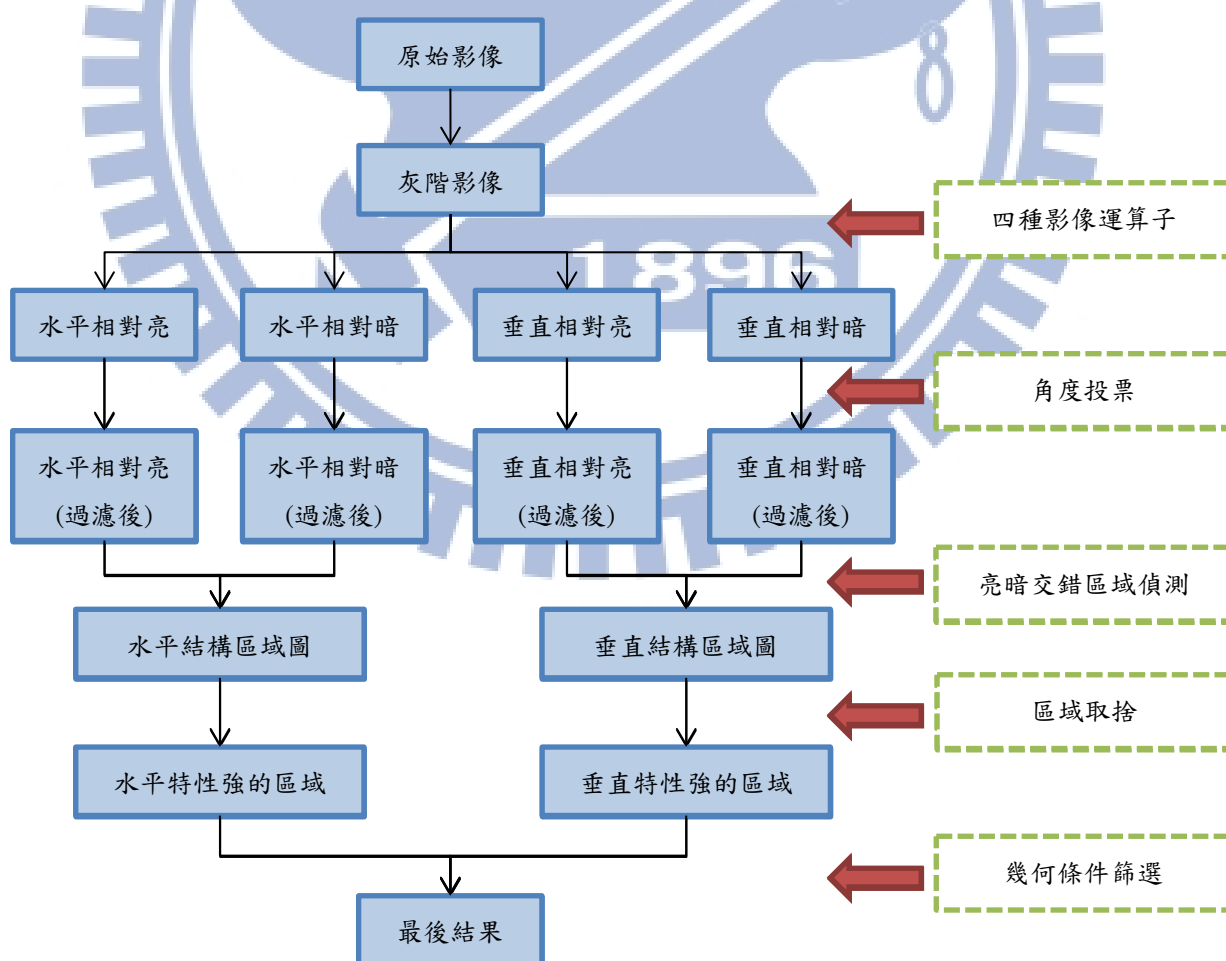 原始影像
灰階影像
四種影像運算子
1896
8
水平相對亮
水平相對暗
垂直相對亮
垂直相對暗
角度投票
水平相對亮
(過濾後)
水平相對暗
(過濾後)
垂直相對亮
(過濾後)
垂直相對暗
(過濾後)
亮暗交錯區域偵測
水平結構區域圖
垂直結構區域圖
區域取捨
水平特性強的區域
垂直特性強的區域
幾何條件篩選
最後結果